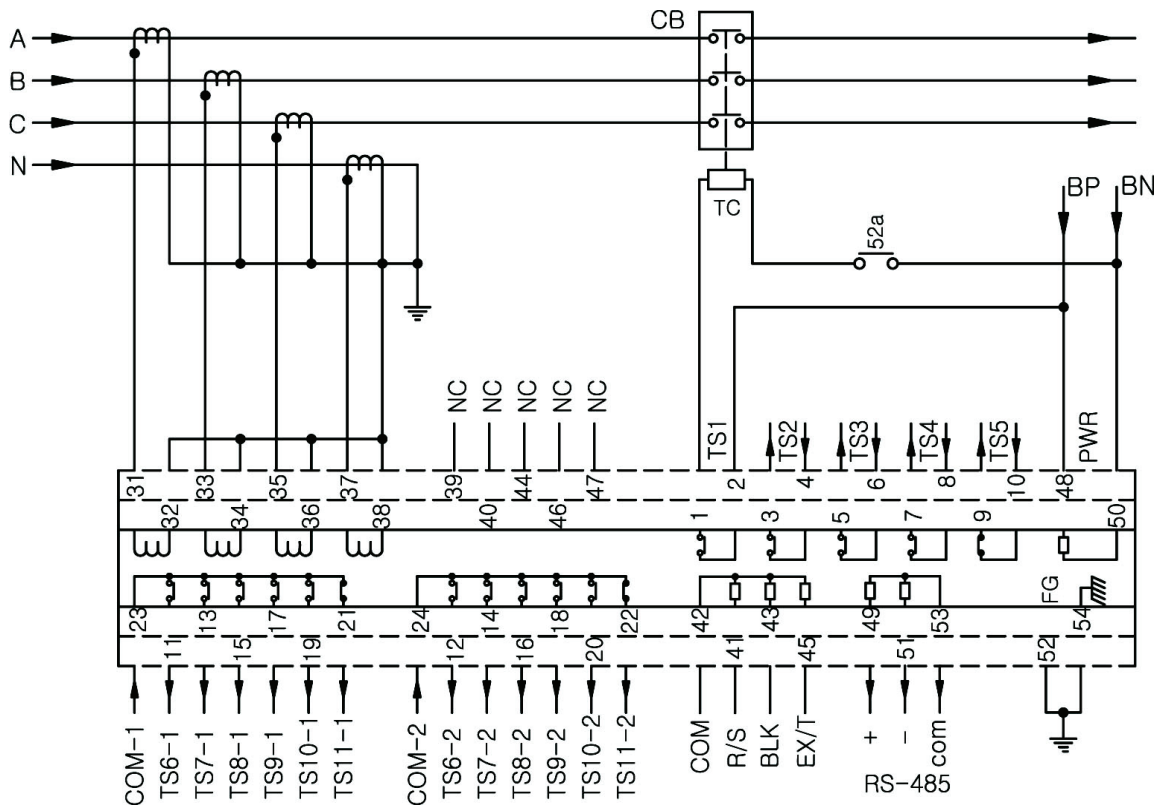 CB
A
B
C
N
TC
52a
BP BN
NC NC NC NC NC
TS1 TS2 TS3 TS4 TS5 PWR
31 33 35 37 39 44 47 2 4 6 8 10 48
32 34 36 38 40 46 1 3 5 7 9 50
FG
23 13 17 21 24 14 18 22 42 43 49 53 54
11 15 19 12 16 20 41 45 51 52
COM-1 TS6-1 TS7-1 TS8-1 TS9-1 TS10-1 TS11-1 COM-2 TS6-2 TS7-2 TS8-2 TS9-2 TS10-2 TS11-2 COM R/S BLK EX/T + - com
RS-485